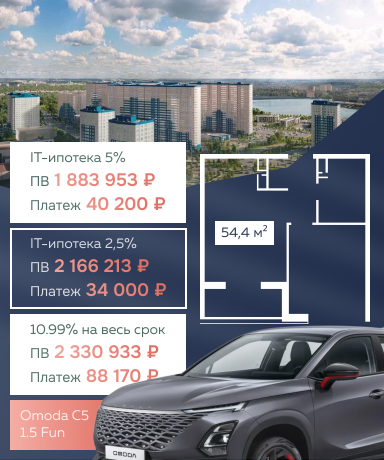 IT-ипотека 5%
ПВ 1 883 953 ₽
Платеж 40 200 ₽
54,4 м²
IT-ипотека 2,5%
ПВ 2 166 213 ₽
Платеж 34 000 ₽
10.99% на весь срок
ПВ 2 330 933 ₽
Платеж 88 170 ₽
Omoda C5
1.5 Fun
OMODA